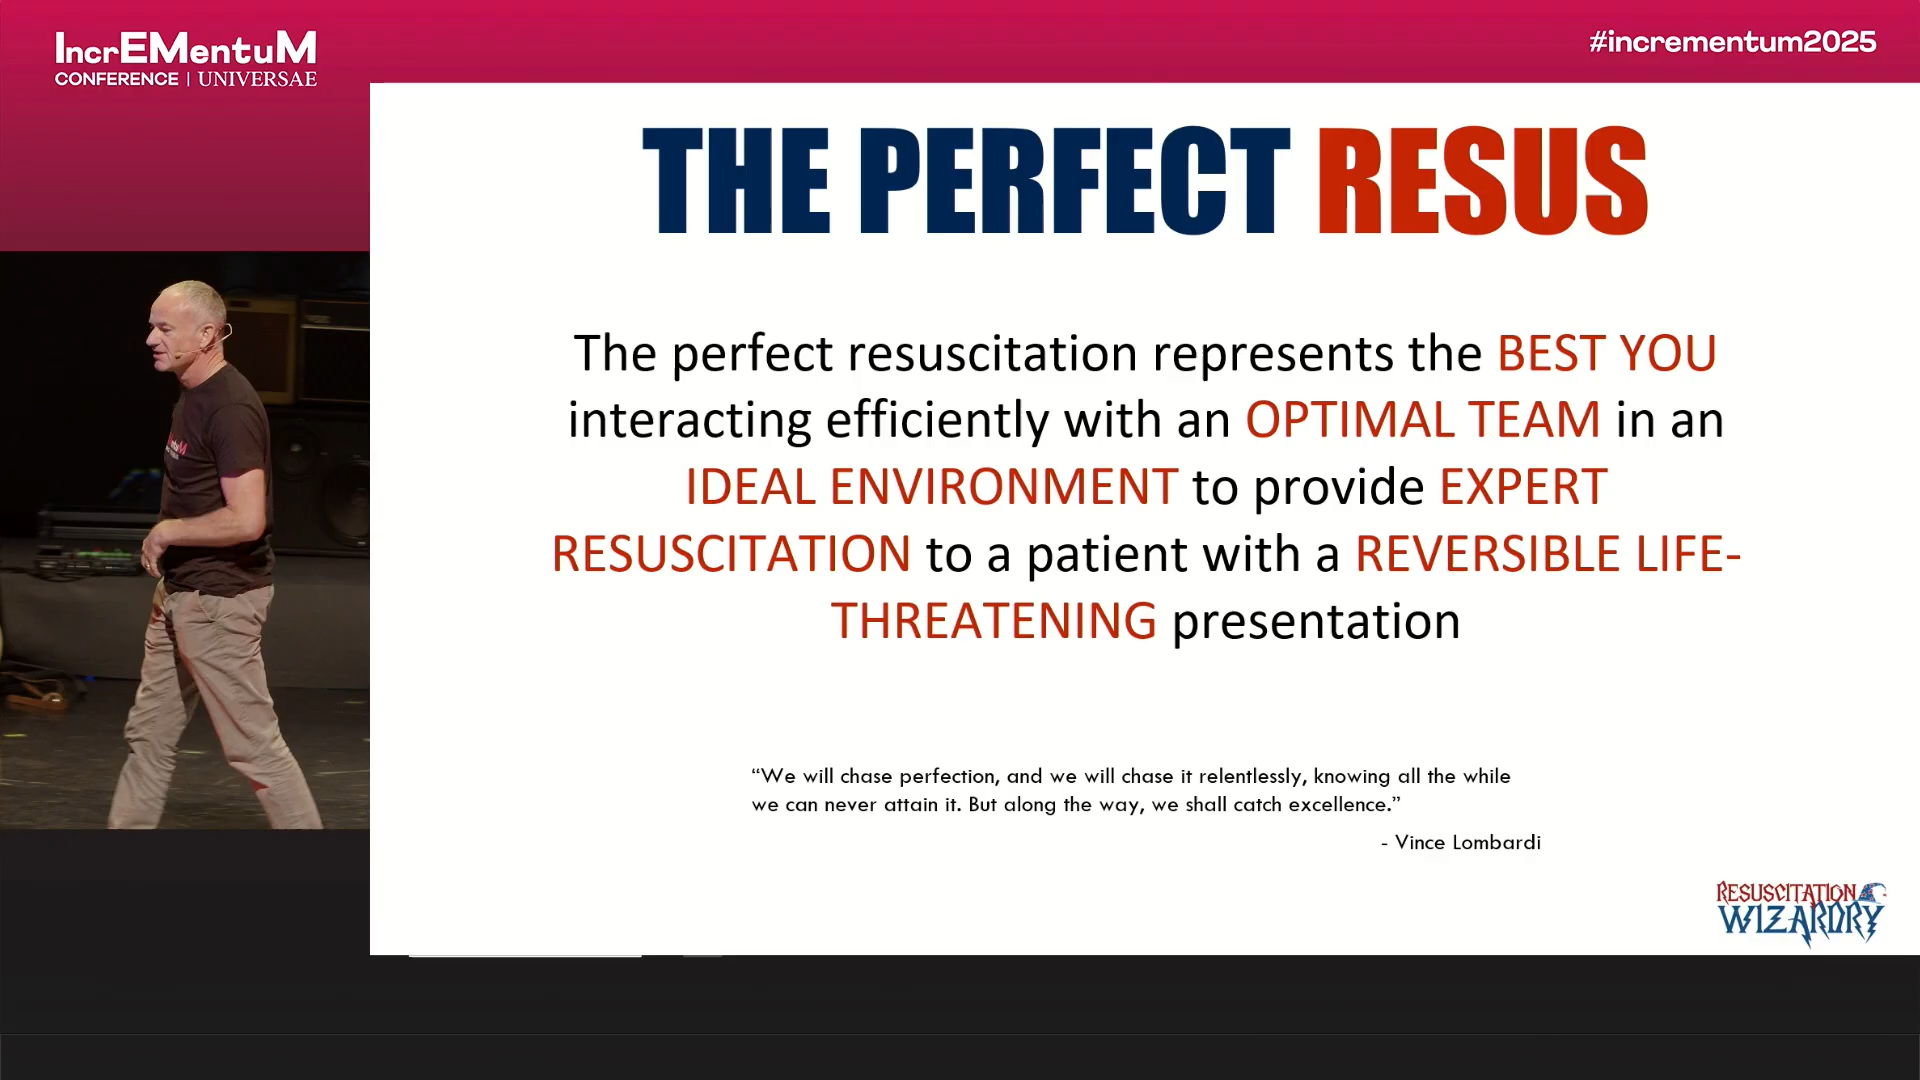 IncrEMentuM
CONFERENCE | UNIVERSAE
#incrementum2025
THE PERFECT RESUS
The perfect resuscitation represents the BEST YOU
interacting efficiently with an OPTIMAL TEAM in an
IDEAL ENVIRONMENT to provide EXPERT
RESUSCITATION to a patient with a REVERSIBLE LIFE-
THREATENING presentation
“We will chase perfection, and we will chase it relentlessly, knowing all the while
we can never attain it. But along the way, we shall catch excellence.”
- Vince Lombardi
RESUSCITATION
WIZARDRY